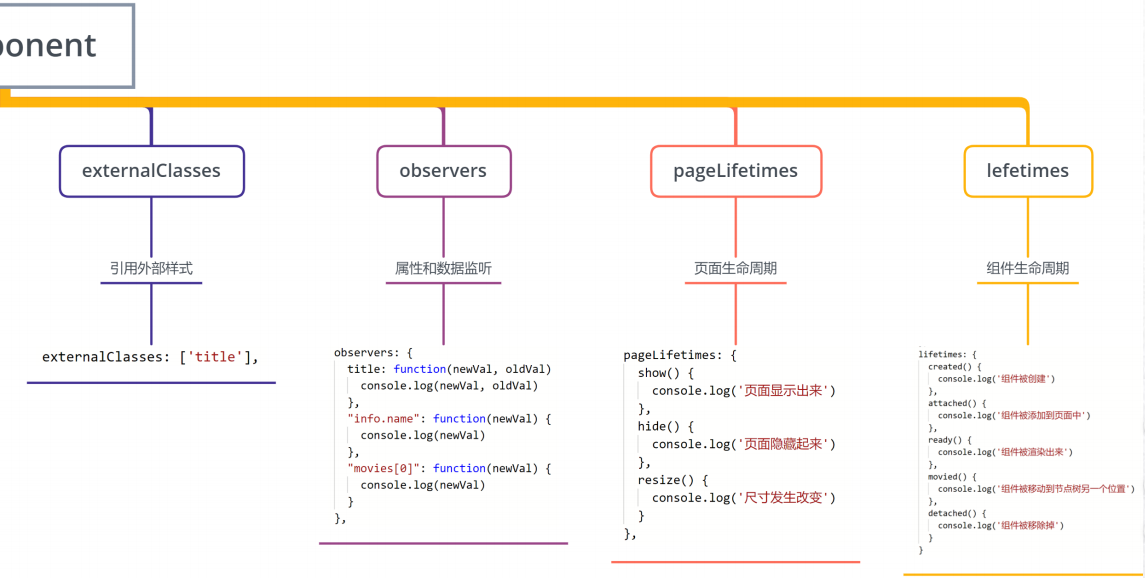 ponent
externalClasses
observers
pageLifetimes
lefetimes
引用外部样式
属性和数据监听
页面生命周期
组件生命周期
externalClasses: ['title'],
observers: {
title: function(newVal, oldVal)
console.log(newVal, oldVal)
},
"info.name": function(newVal) {
console.log(newVal)
},
"movies[0]": function(newVal) {
console.log(newVal)
}
},
pageLifetimes: {
show() {
console.log('页面显示出来')
},
hide() {
console.log('页面隐藏起来')
},
resize() {
console.log('尺寸发生改变')
}
},
lifetimes: {
created() {
console.log('组件被创建')
},
attached() {
console.log('组件被添加到页面中')
},
ready() {
console.log('组件被渲染出来')
},
movied() {
console.log('组件被移动到节点树另一个位置')
},
detached() {
console.log('组件被移除掉')
}
}